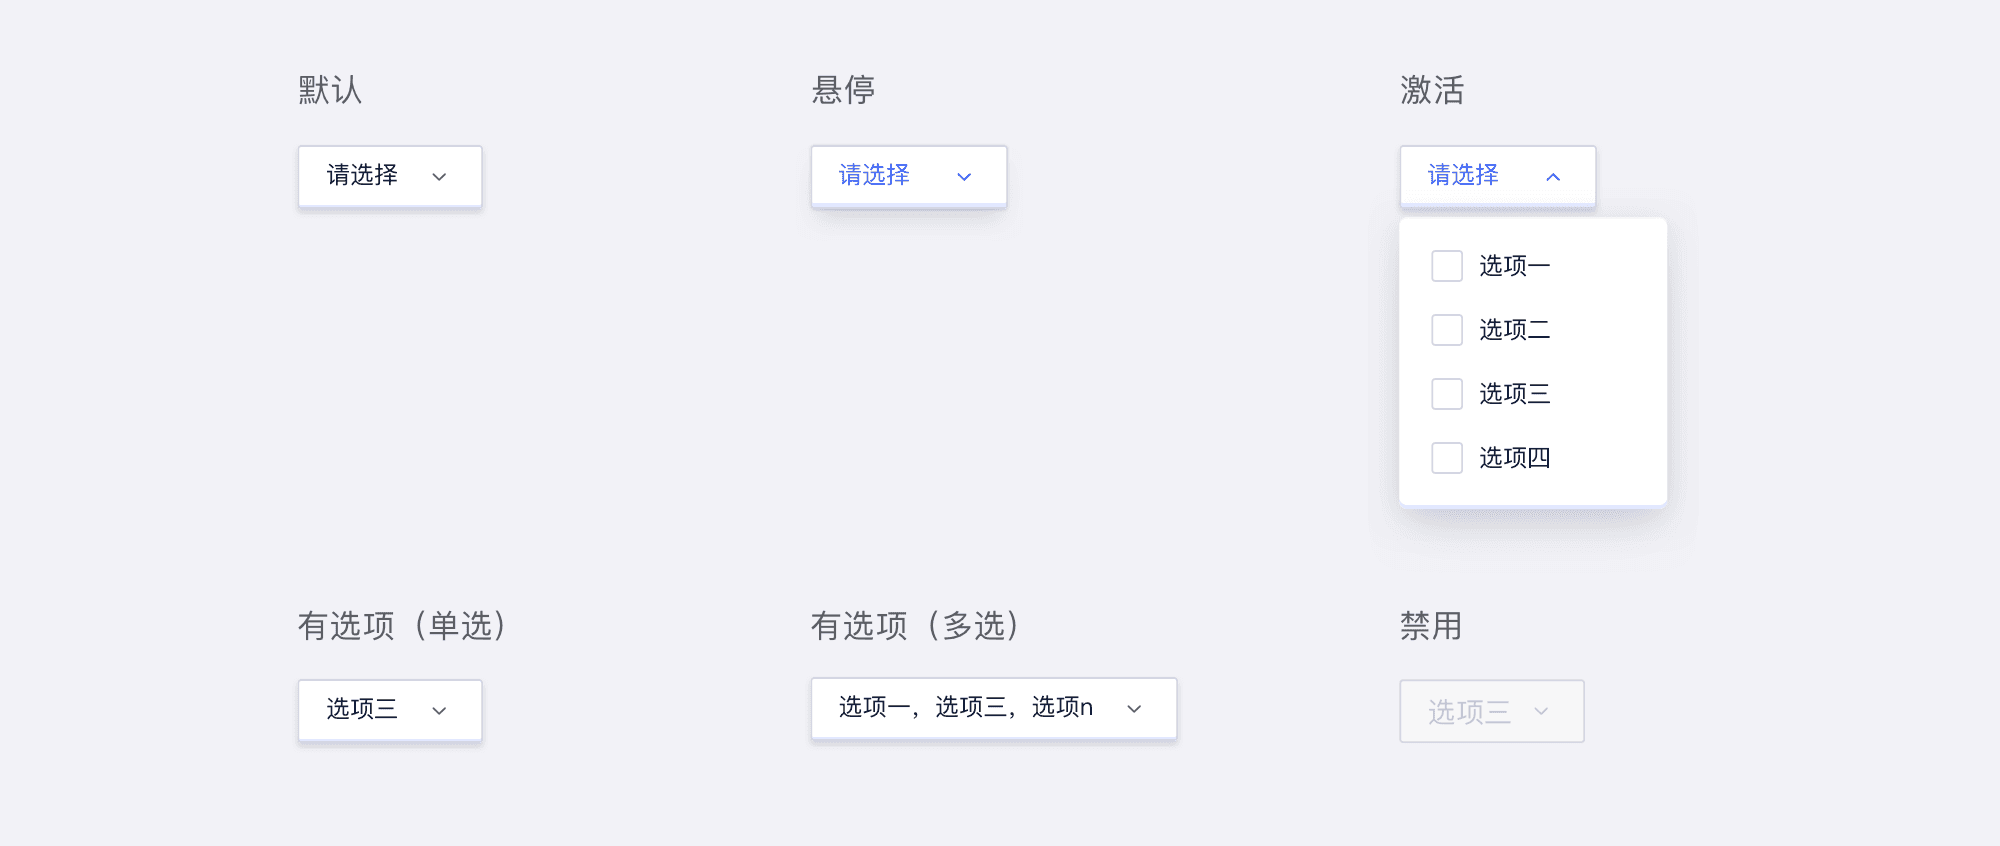 默认
悬停
激活
请选择
请选择
请选择
选项一
选项二
选项三
选项四
有选项（单选）
有选项（多选）
禁用
选项三
选项一，选项三，选项n
选项三